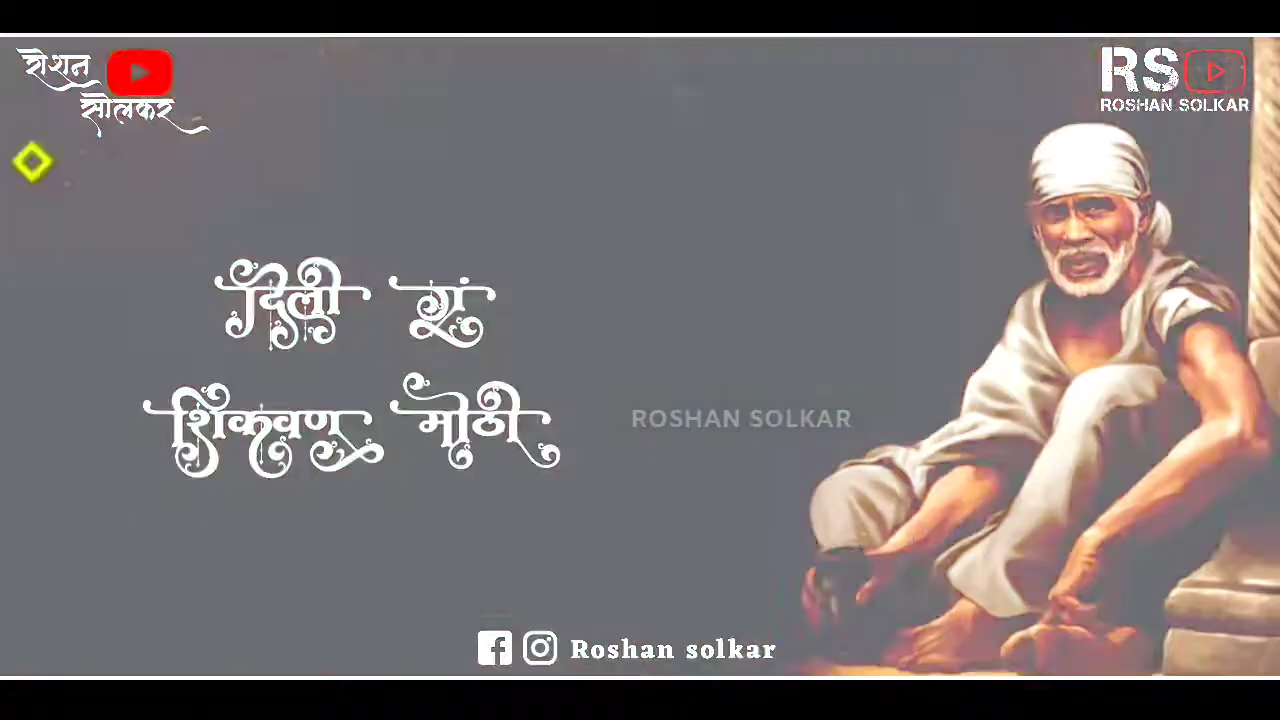 रोशन
सोलकर
RS
ROSHAN SOLKAR
दिली गां
शिकवण मोठी
ROSHAN SOLKAR
Roshan solkar